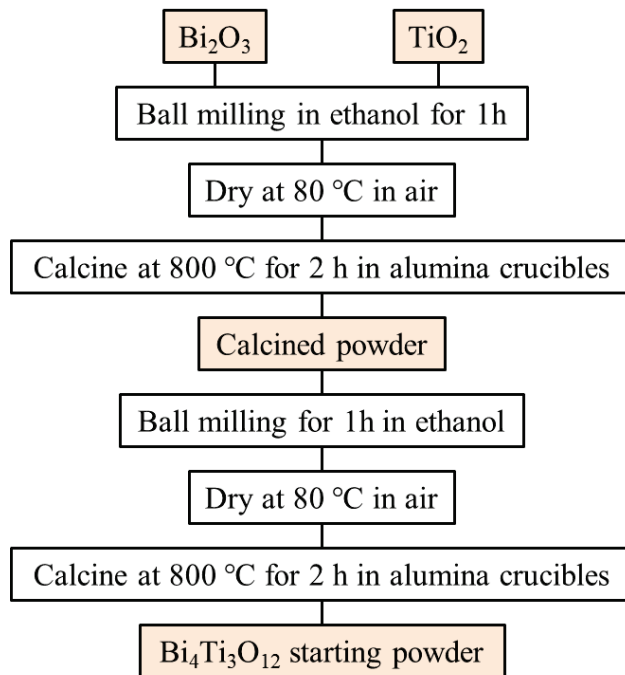 Bi₂O₃
TiO₂
Ball milling in ethanol for 1h
Dry at 80 ℃ in air
Calcine at 800 ℃ for 2 h in alumina crucibles
Calcined powder
Ball milling for 1h in ethanol
Dry at 80 ℃ in air
Calcine at 800 ℃ for 2 h in alumina crucibles
Bi₄Ti₃O₁₂ starting powder